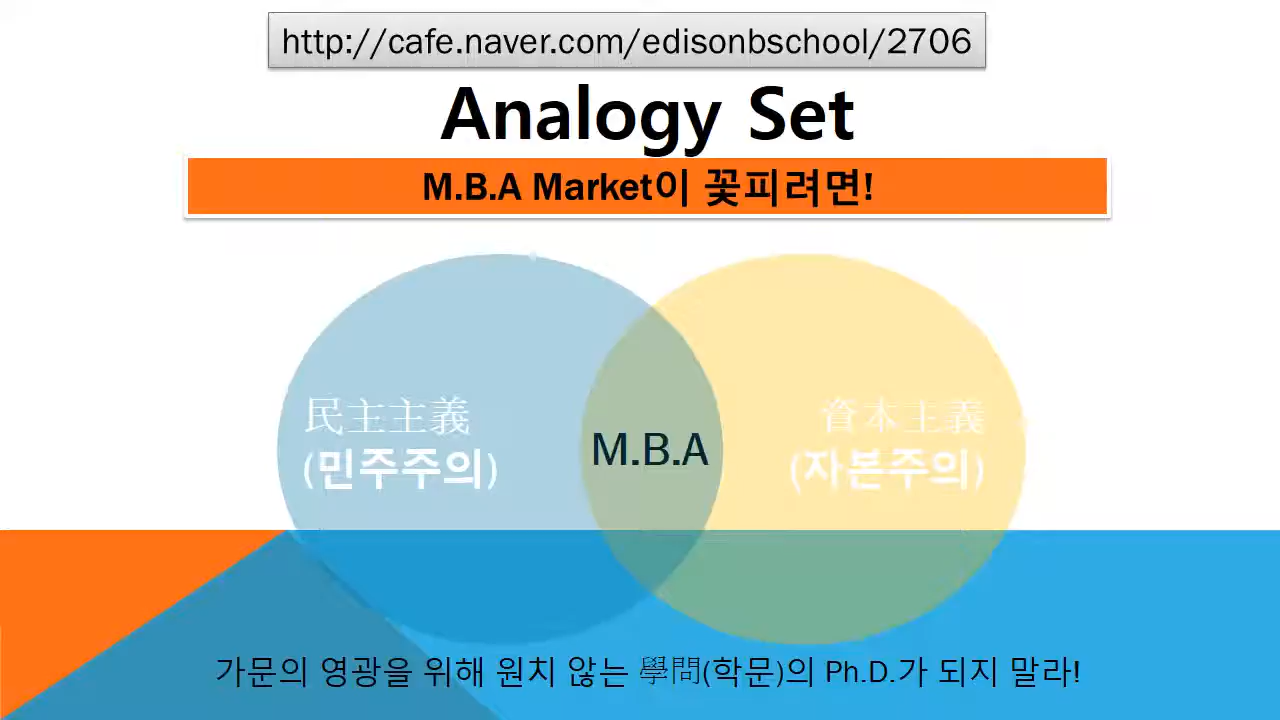 http://cafe.naver.com/edisonbschool/2706
Analogy Set
M.B.A Market이 꽃피려면!
民主主義
(민주주의)
M.B.A
資本主義
(자본주의)
가문의 영광을 위해 원치 않는 學問(학문)의 Ph.D.가 되지 말라!